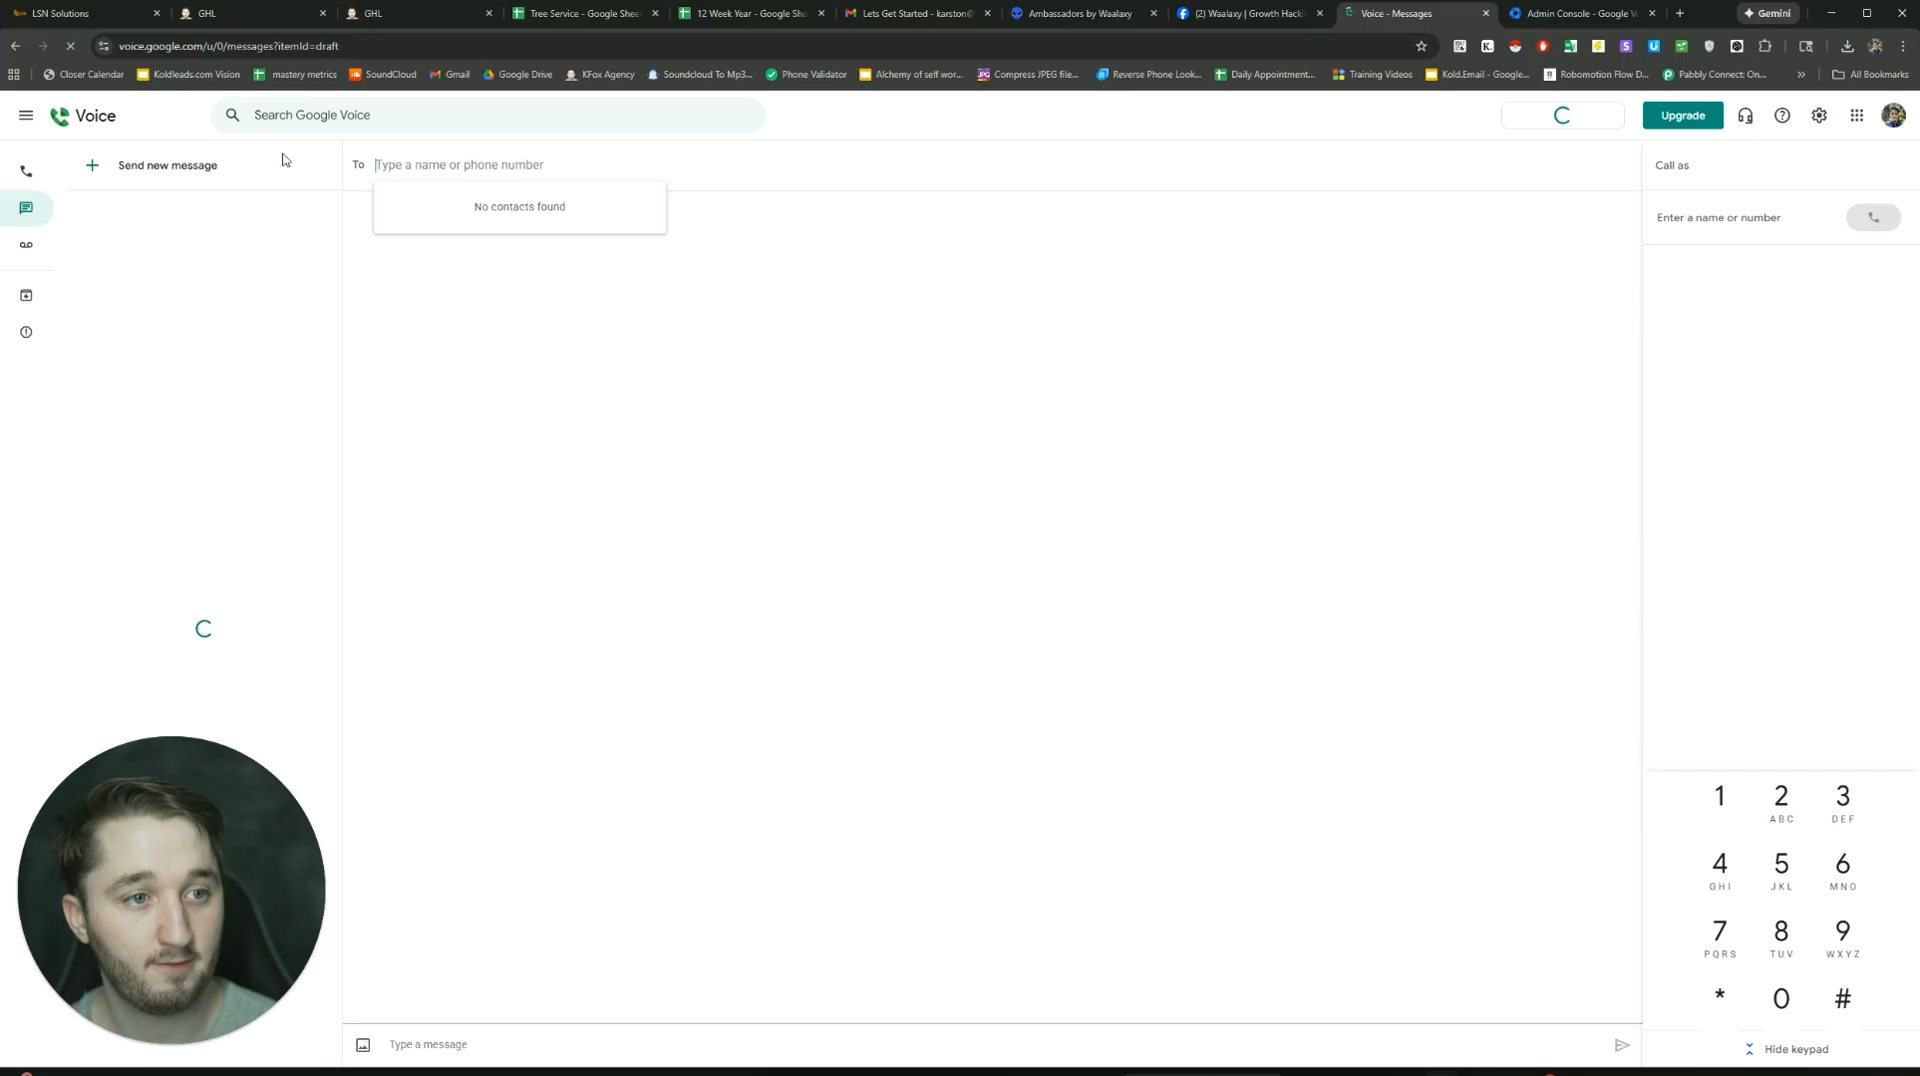 LSN Solutions
GHL
GHL
Tree Service - Google Shee
12 Week Year - Google She
Lets Get Started - karston@
Ambassadors by Waalaxy
(2) Waalaxy | Growth Hacki
Voice - Messages
Admin Console - Google V
Gemini
voice.google.com/u/0/messages?itemId=draft
Closer Calendar
Koldleads.com Vision
mastery metrics
SoundCloud
Gmail
Google Drive
KFox Agency
Soundcloud To Mp3...
Phone Validator
Alchemy of self wor...
Compress JPEG file...
Reverse Phone Look...
Daily Appointment...
Training Videos
Kold.Email - Google...
Robomotion Flow D...
Pabbly Connect: On...
»
All Bookmarks
Voice
Search Google Voice
Upgrade
Send new message
To
Type a name or phone number
Call as
No contacts found
Enter a name or number
1
2 ABC
3 DEF
4 GHI
5 JKL
6 MNO
7 PQRS
8 TUV
9 WXYZ
*
0
#
Type a message
Hide keypad